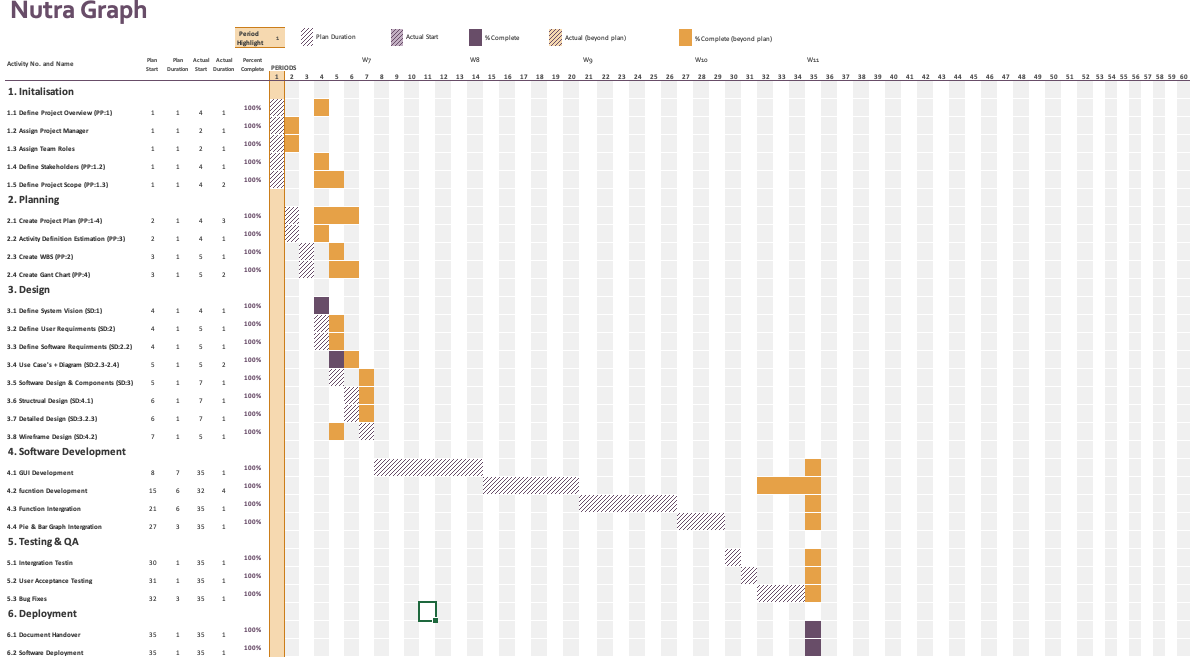 Nutra Graph
Period Highlight 1 Plan Duration Actual Start % Complete Actual (beyond plan) % Complete (beyond plan)
Activity No. and Name Plan Start Plan Duration Actual Start Actual Duration Percent Complete PERIODS W7 W8 W9 W10 W11
1 2 3 4 5 6 7 8 9 10 11 12 13 14 15 16 17 18 19 20 21 22 23 24 25 26 27 28 29 30 31 32 33 34 35 36 37 38 39 40 41 42 43 44 45 46 47 48 49 50 51 52 53 54 55 56 57 58 59 60
1. Initalisation
1.1 Define Project Overview (PP:1) 1 1 4 1 100%
1.2 Assign Project Manager 1 1 2 1 100%
1.3 Assign Team Roles 1 1 2 1 100%
1.4 Define Stakeholders (PP:1.2) 1 1 4 1 100%
1.5 Define Project Scope (PP:1.3) 1 1 4 2 100%
2. Planning
2.1 Create Project Plan (PP:1-4) 2 1 4 3 100%
2.2 Activity Definition Estimation (PP:3) 2 1 4 1 100%
2.3 Create WBS (PP:2) 3 1 5 1 100%
2.4 Create Gant Chart (PP:4) 3 1 5 2 100%
3. Design
3.1 Define System Vision (SD:1) 4 1 4 1 100%
3.2 Define User Requirments (SD:2) 4 1 5 1 100%
3.3 Define Software Requirments (SD:2.2) 4 1 5 1 100%
3.4 Use Case's + Diagram (SD:2.3-2.4) 5 1 5 2 100%
3.5 Software Design & Components (SD:3) 5 1 7 1 100%
3.6 Structrual Design (SD:4.1) 6 1 7 1 100%
3.7 Detailed Design (SD:3.2.3) 6 1 7 1 100%
3.8 Wireframe Design (SD:4.2) 7 1 5 1 100%
4. Software Development
4.1 GUI Development 8 7 35 1 100%
4.2 fucntion Development 15 6 32 4 100%
4.3 Function Intergration 21 6 35 1 100%
4.4 Pie & Bar Graph Intergration 27 3 35 1 100%
5. Testing & QA
5.1 Intergration Testin 30 1 35 1 100%
5.2 User Acceptance Testing 31 1 35 1 100%
5.3 Bug Fixes 32 3 35 1 100%
6. Deployment
6.1 Document Handover 35 1 35 1 100%
6.2 Software Deployment 35 1 35 1 100%